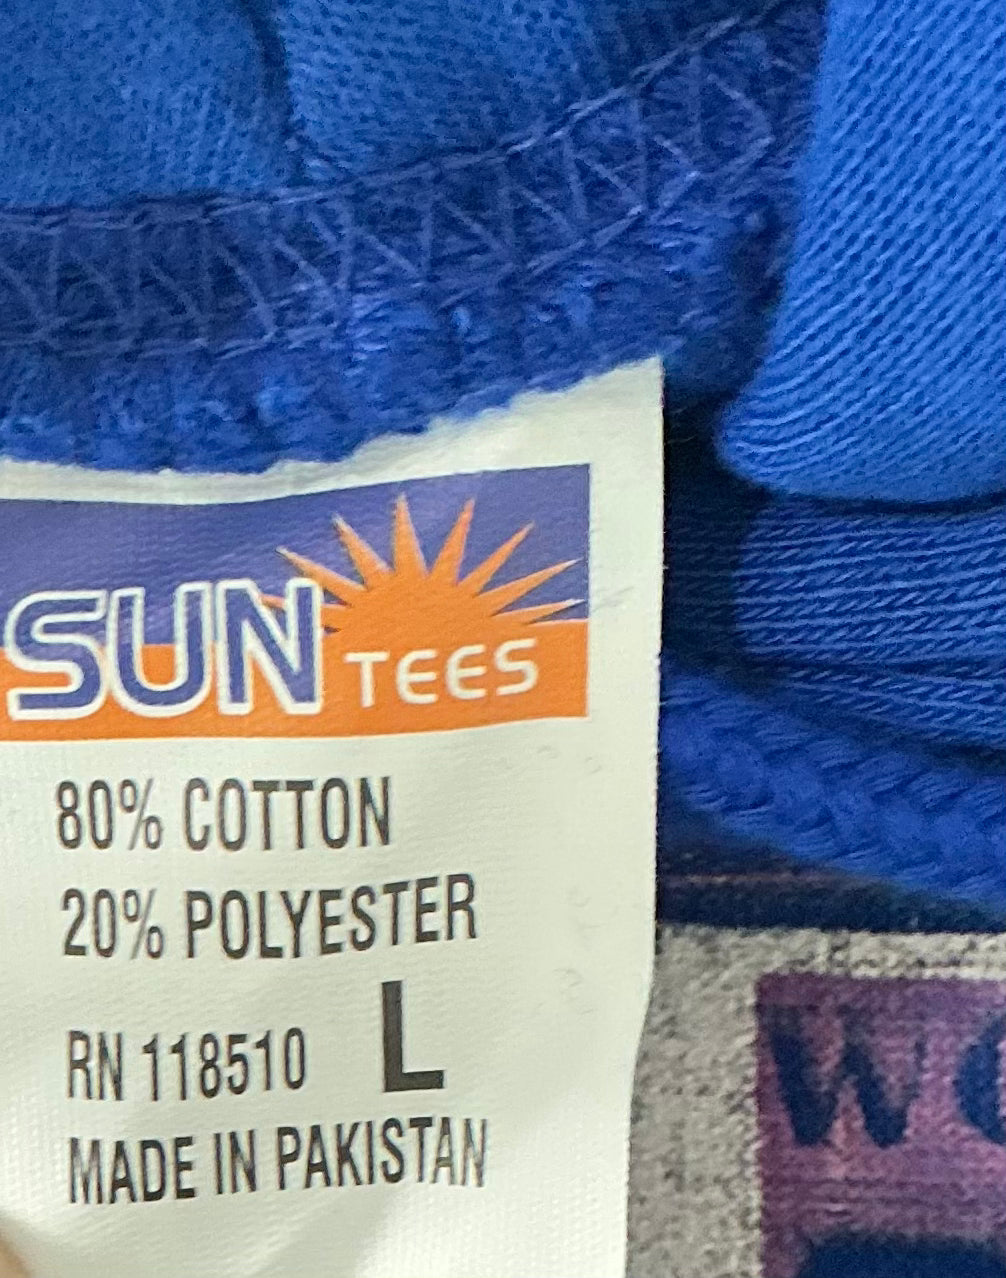 SUN TEES
80% COTTON
20% POLYESTER
RN 118510 L
MADE IN PAKISTAN